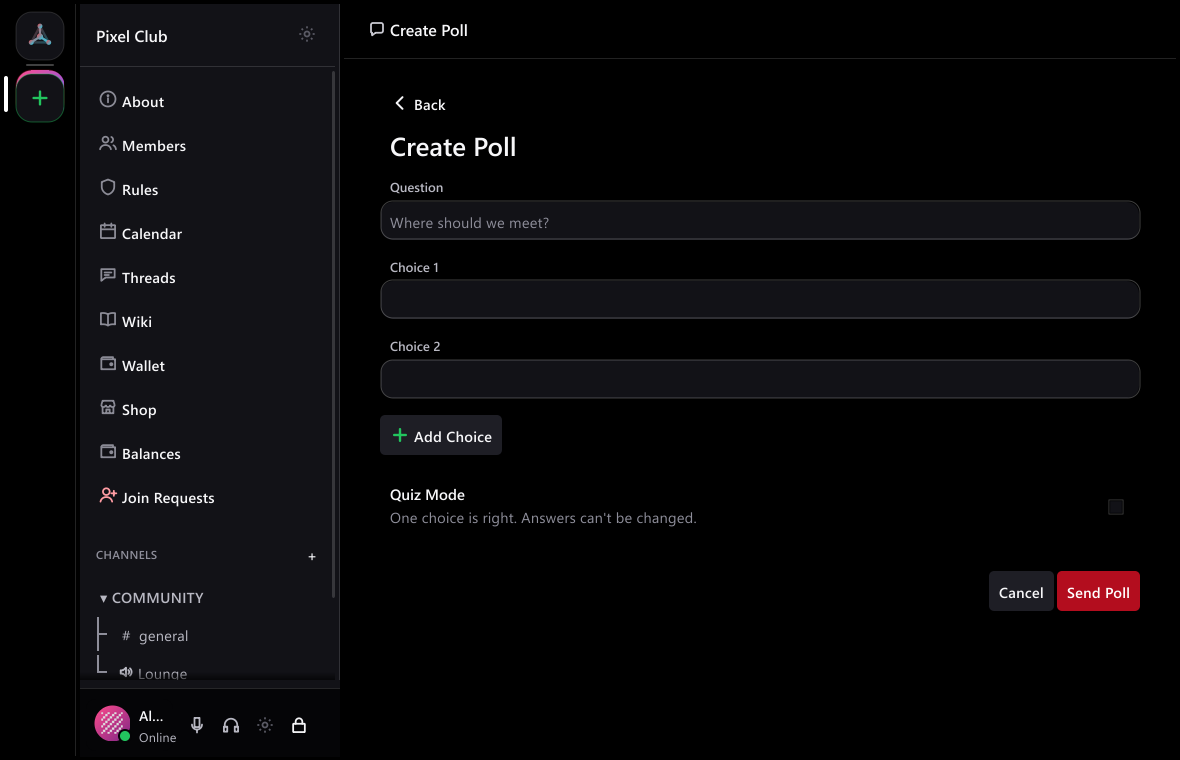 Pixel Club
About
Members
Rules
Calendar
Threads
Wiki
Wallet
Shop
Balances
Join Requests
CHANNELS
+
▾ COMMUNITY
# general
Lounge
Al...
Online
Create Poll
Back
Create Poll
Question
Where should we meet?
Choice 1
Choice 2
+ Add Choice
Quiz Mode
One choice is right. Answers can't be changed.
Cancel
Send Poll